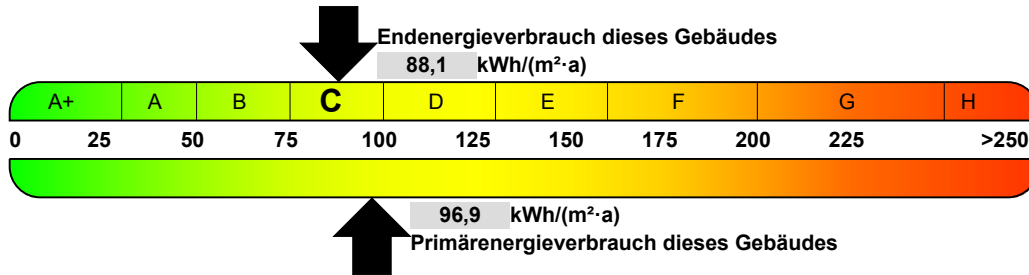 Endenergieverbrauch dieses Gebäudes
88,1 kWh/(m²·a)
A+ A B C D E F G H
0 25 50 75 100 125 150 175 200 225 >250
96,9 kWh/(m²·a)
Primärenergieverbrauch dieses Gebäudes